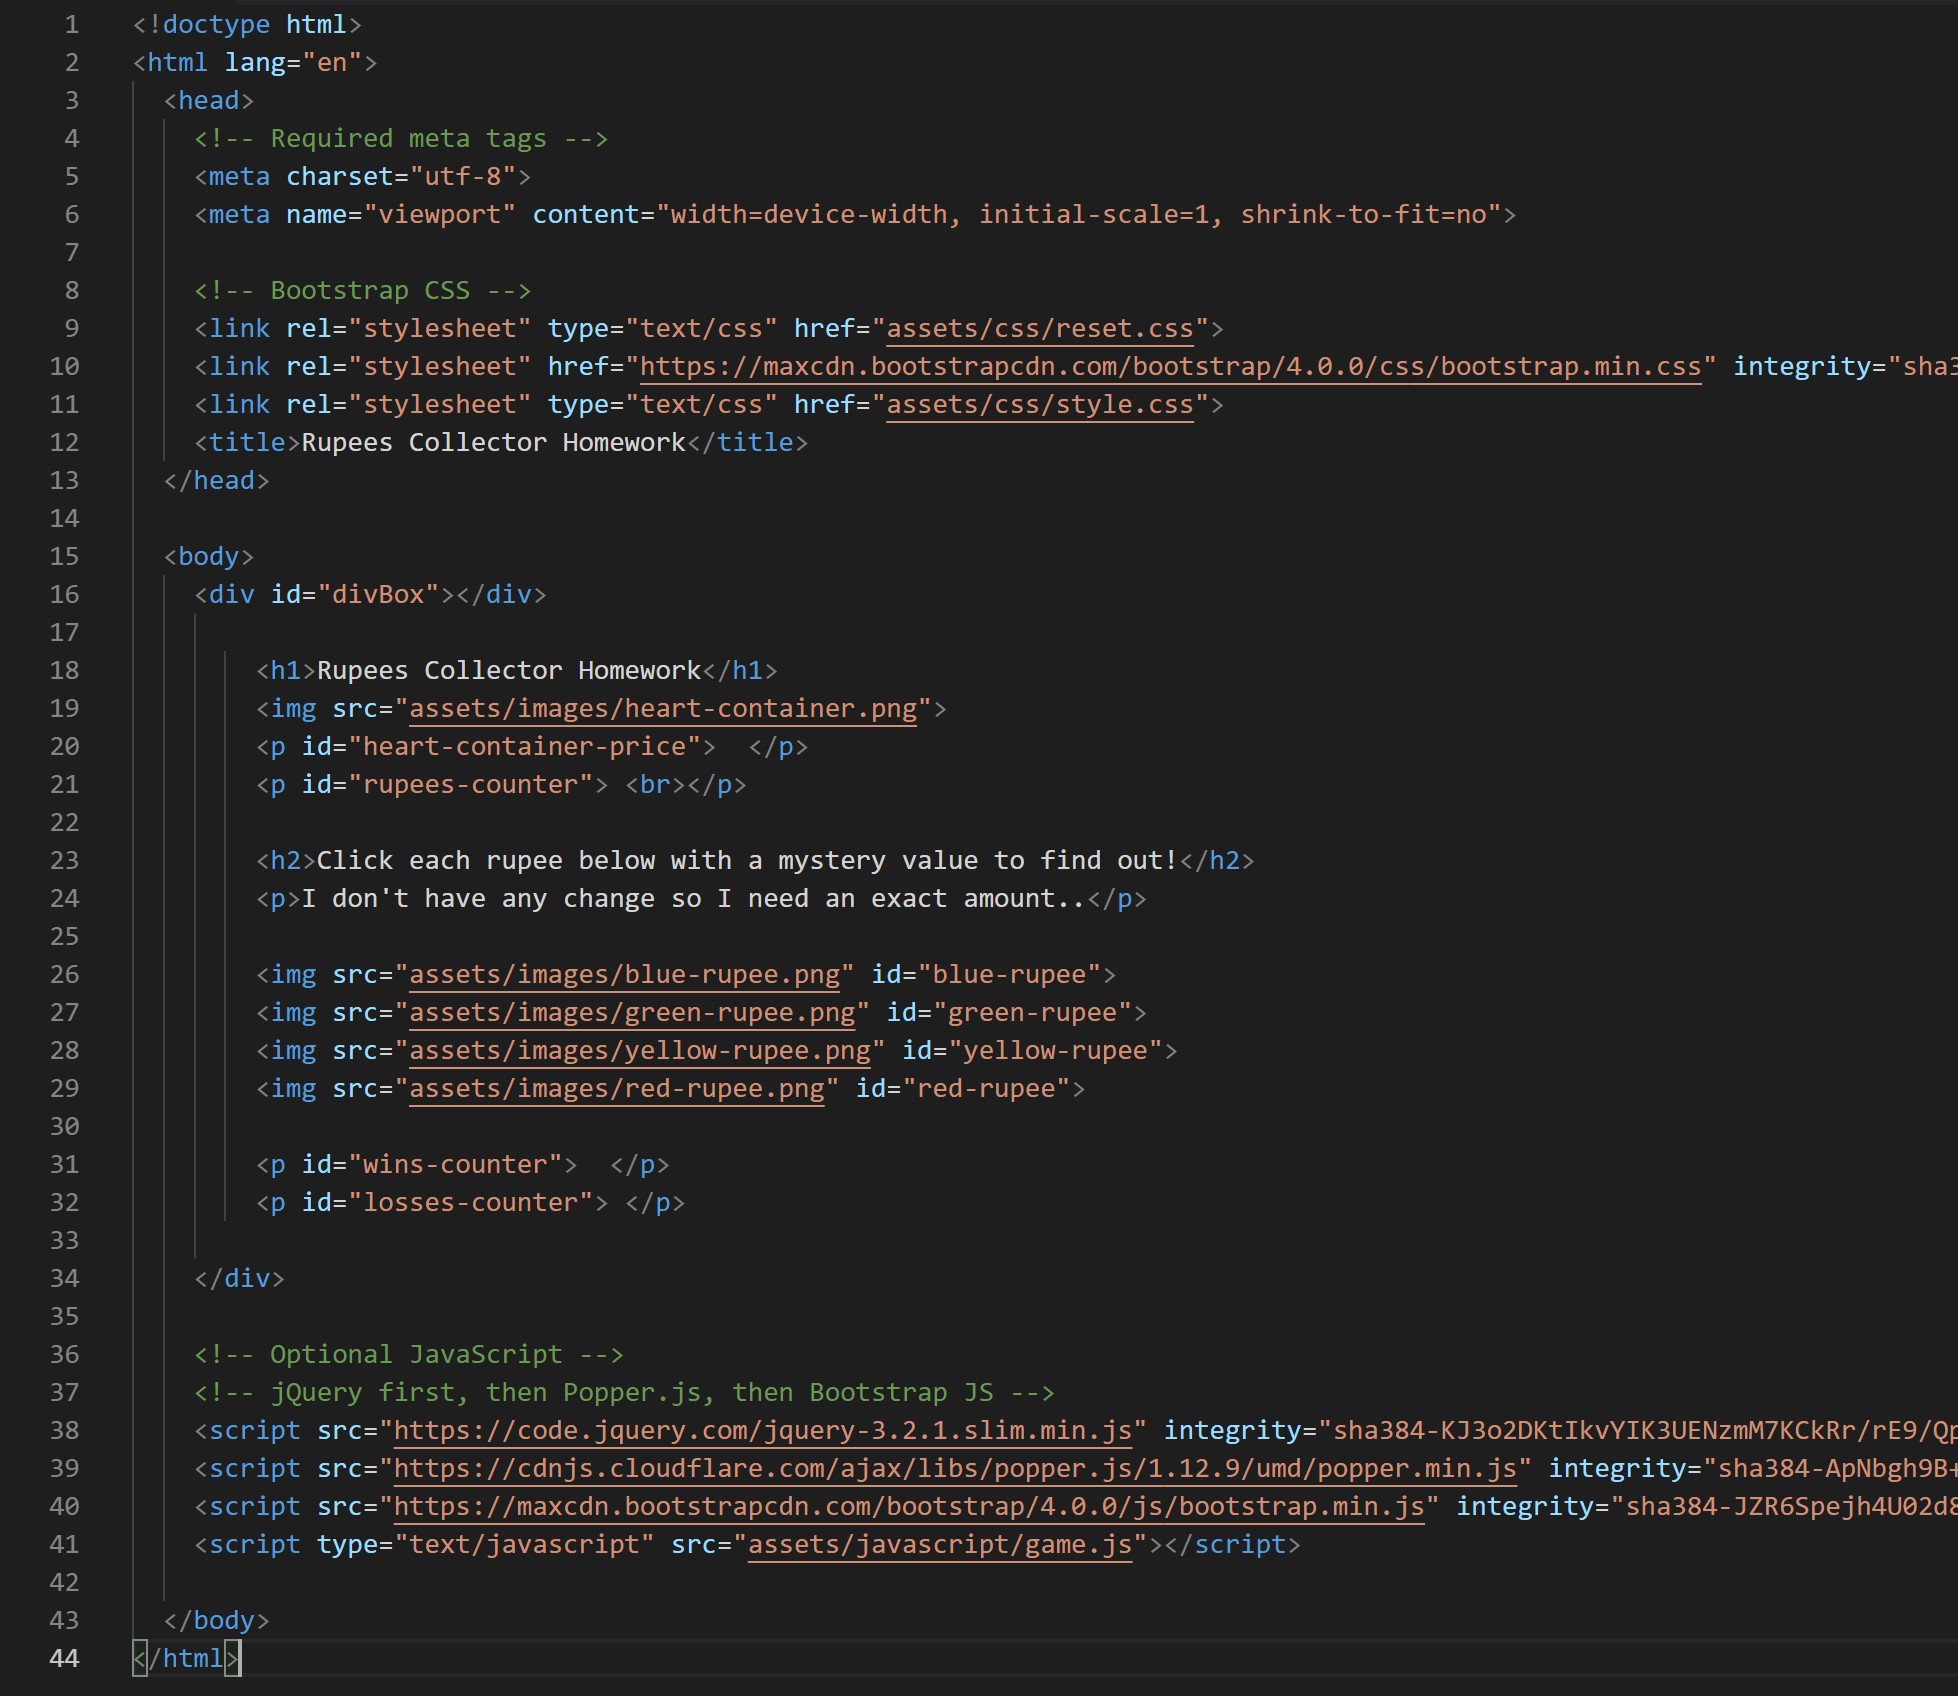 1 <!doctype html>
2 <html lang="en">
3 <head>
4 <!-- Required meta tags -->
5 <meta charset="utf-8">
6 <meta name="viewport" content="width=device-width, initial-scale=1, shrink-to-fit=no">
7
8 <!-- Bootstrap CSS -->
9 <link rel="stylesheet" type="text/css" href="assets/css/reset.css">
10 <link rel="stylesheet" href="https://maxcdn.bootstrapcdn.com/bootstrap/4.0.0/css/bootstrap.min.css" integrity="sha3
11 <link rel="stylesheet" type="text/css" href="assets/css/style.css">
12 <title>Rupees Collector Homework</title>
13 </head>
14
15 <body>
16 <div id="divBox"></div>
17
18 <h1>Rupees Collector Homework</h1>
19 <img src="assets/images/heart-container.png">
20 <p id="heart-container-price">  </p>
21 <p id="rupees-counter"> <br></p>
22
23 <h2>Click each rupee below with a mystery value to find out!</h2>
24 <p>I don't have any change so I need an exact amount..</p>
25
26 <img src="assets/images/blue-rupee.png" id="blue-rupee">
27 <img src="assets/images/green-rupee.png" id="green-rupee">
28 <img src="assets/images/yellow-rupee.png" id="yellow-rupee">
29 <img src="assets/images/red-rupee.png" id="red-rupee">
30
31 <p id="wins-counter">  </p>
32 <p id="losses-counter"> </p>
33
34 </div>
35
36 <!-- Optional JavaScript -->
37 <!-- jQuery first, then Popper.js, then Bootstrap JS -->
38 <script src="https://code.jquery.com/jquery-3.2.1.slim.min.js" integrity="sha384-KJ3o2DKtIkvYIK3UENzmM7KCkRr/rE9/Qp
39 <script src="https://cdnjs.cloudflare.com/ajax/libs/popper.js/1.12.9/umd/popper.min.js" integrity="sha384-ApNbgh9B+
40 <script src="https://maxcdn.bootstrapcdn.com/bootstrap/4.0.0/js/bootstrap.min.js" integrity="sha384-JZR6Spejh4U02d8
41 <script type="text/javascript" src="assets/javascript/game.js"></script>
42
43 </body>
44 </html>